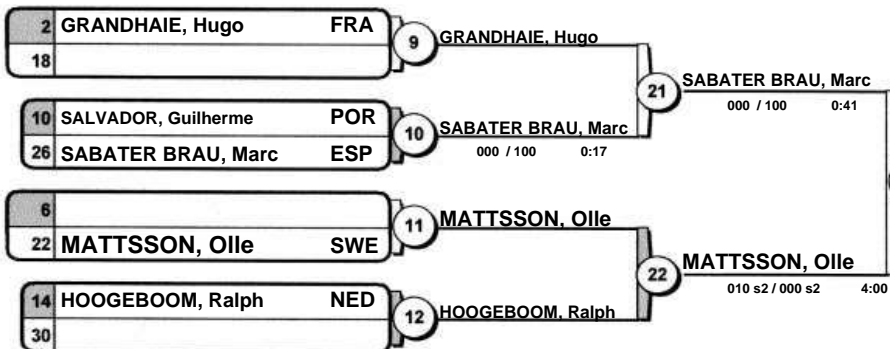 2 GRANDHAIE, Hugo FRA
18
9
GRANDHAIE, Hugo
10 SALVADOR, Guilherme POR
26 SABATER BRAU, Marc ESP
10
SABATER BRAU, Marc
000 / 100 0:17
21
SABATER BRAU, Marc
000 / 100 0:41
6
22 MATTSSON, Olle SWE
11
MATTSSON, Olle
14 HOOGEBOOM, Ralph NED
30
12
HOOGEBOOM, Ralph
22
MATTSSON, Olle
010 s2 / 000 s2 4:00